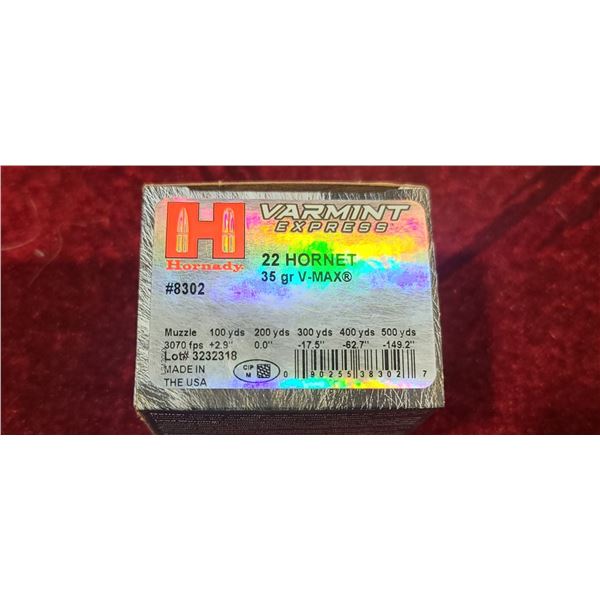 VARMINT
EXPRESS
Hornady
22 HORNET
35 gr V-MAX®
#8302
Muzzle 100 yds 200 yds 300 yds 400 yds 500 yds
3070 fps +2.9" 0.0" -17.5" -62.7" -149.2"
Lot# 3232318
MADE IN
THE USA
CIP
M
0 90255 38302 7